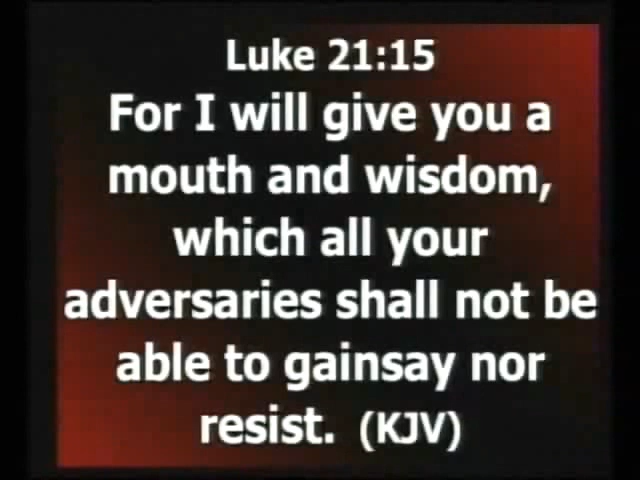 Luke 21:15
For I will give you a
mouth and wisdom,
which all your
adversaries shall not be
able to gainsay nor
resist. (KJV)